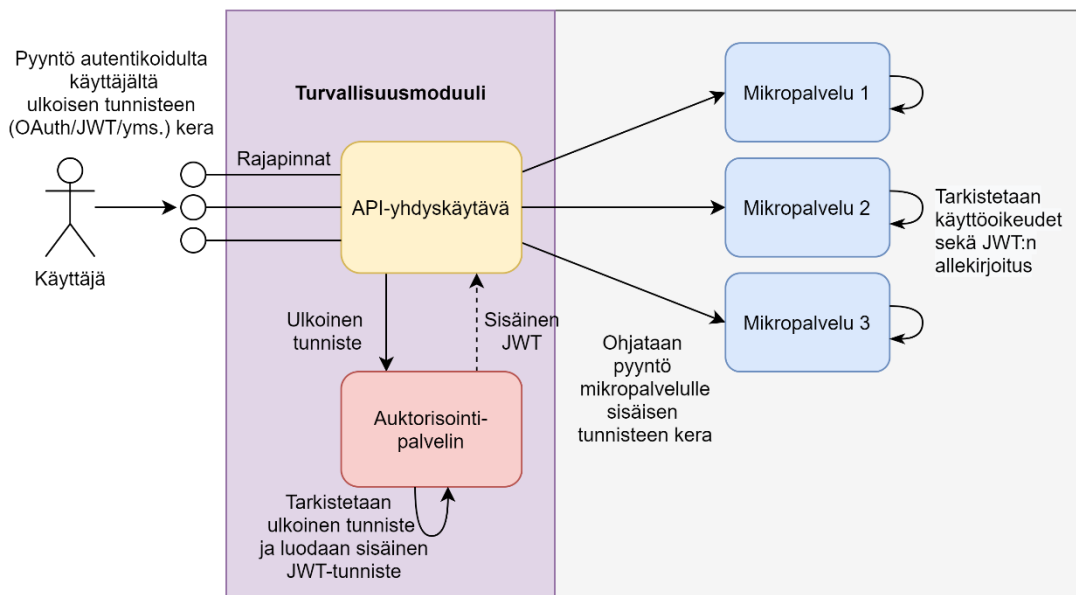 Pyyntö autentikoidulta
käyttäjältä
ulkoisen tunnisteen
(OAuth/JWT/yms.) kera
Käyttäjä
Turvallisuusmoduuli
Rajapinnat
API-yhdyskäytävä
Ulkoinen
tunniste
Sisäinen
JWT
Auktorisointi-
palvelin
Tarkistetaan
ulkoinen tunniste
ja luodaan sisäinen
JWT-tunniste
Ohjataan
pyyntö
mikropalvelulle
sisäisen
tunnisteen kera
Mikropalvelu 1
Mikropalvelu 2
Mikropalvelu 3
Tarkistetaan
käyttöoikeudet
sekä JWT:n
allekirjoitus